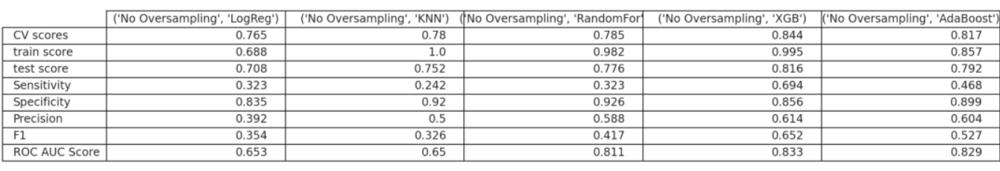 ('No Oversampling', 'LogReg') ('No Oversampling', 'KNN') ('No Oversampling', 'RandomFor' ('No Oversampling', 'XGB') ('No Oversampling', 'AdaBoost')
CV scores 0.765 0.78 0.785 0.844 0.817
train score 0.688 1.0 0.982 0.995 0.857
test score 0.708 0.752 0.776 0.816 0.792
Sensitivity 0.323 0.242 0.323 0.694 0.468
Specificity 0.835 0.92 0.926 0.856 0.899
Precision 0.392 0.5 0.588 0.614 0.604
F1 0.354 0.326 0.417 0.652 0.527
ROC AUC Score 0.653 0.65 0.811 0.833 0.829